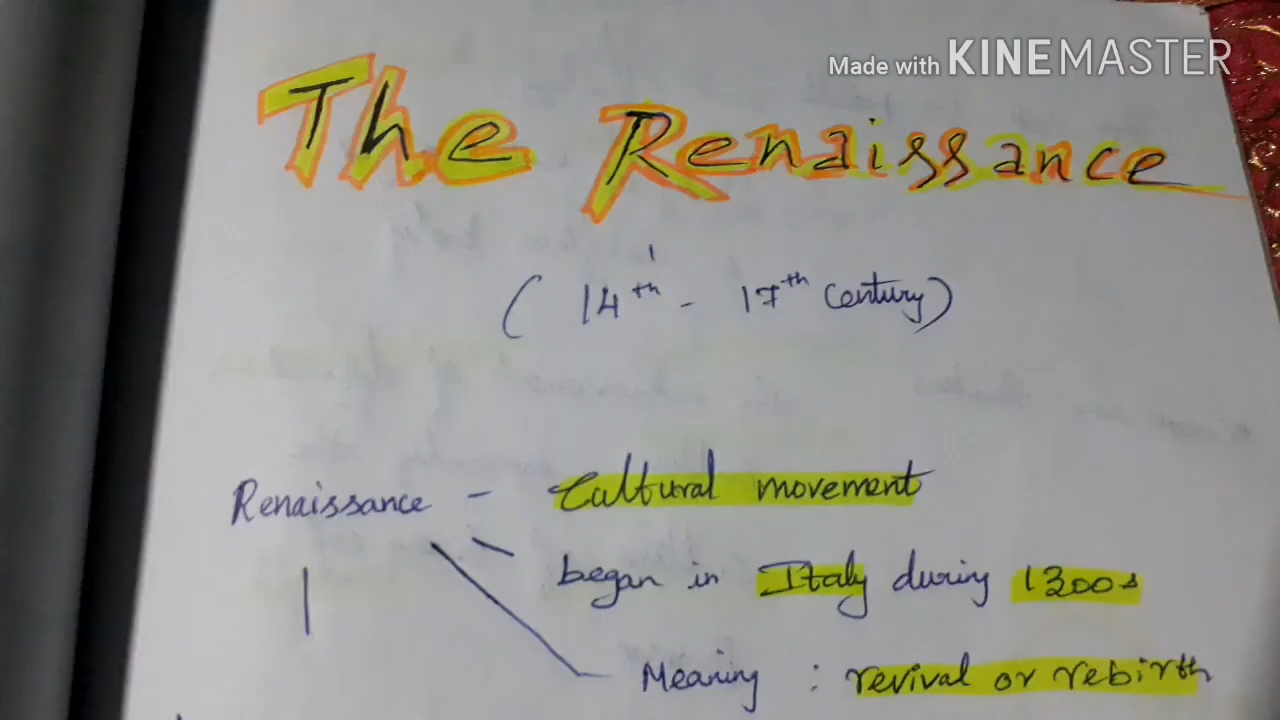 Made with KINEMASTER
The Renaissance
( 14th - 17th Century)
Renaissance - Cultural movement
began in Italy during 1300s
Meaning : revival or rebirth